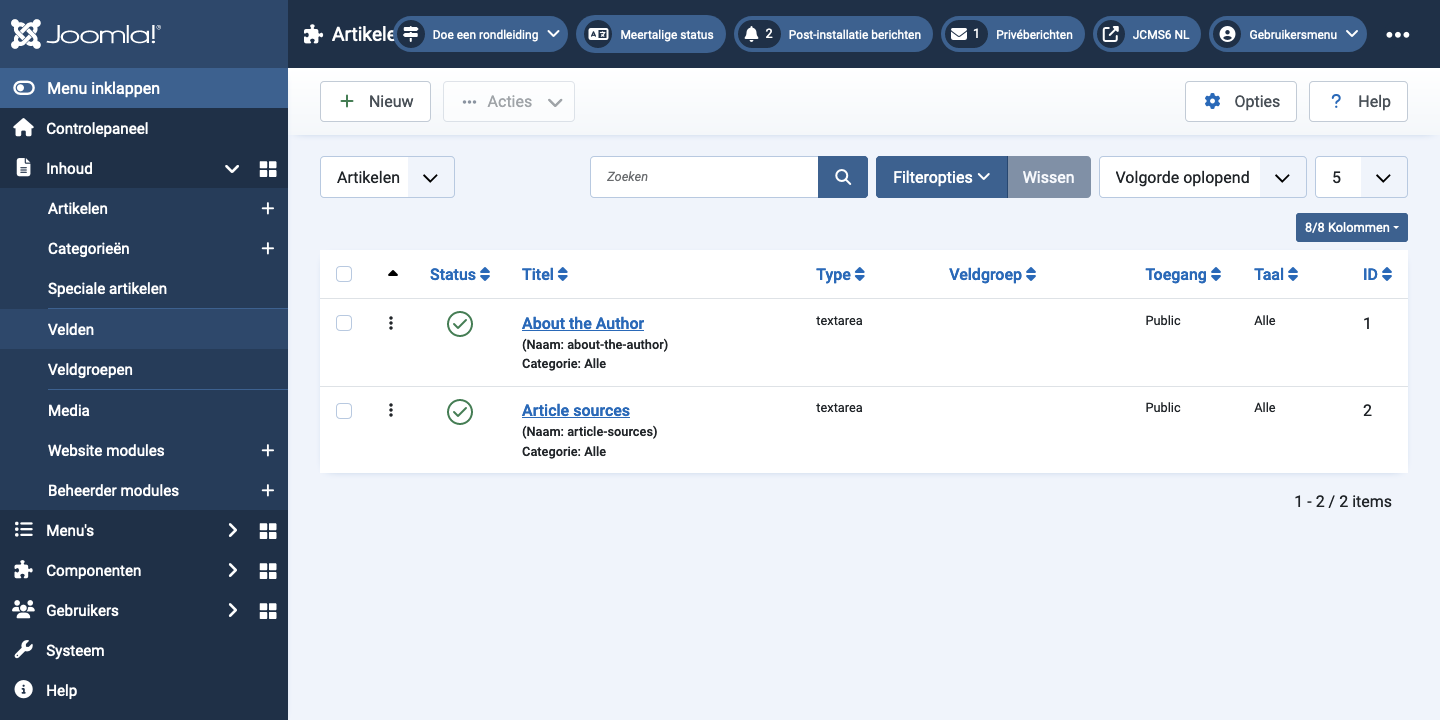 Joomla!®
Artikele
Doe een rondleiding
Meertalige status
2
Post-installatie berichten
1
Privéberichten
JCMS6 NL
Gebruikersmenu
Menu inklappen
Controlepaneel
Inhoud
Artikelen
Categorieën
Speciale artikelen
Velden
Veldgroepen
Media
Website modules
Beheerder modules
Menu's
Componenten
Gebruikers
Systeem
Help
Nieuw
Acties
Opties
? Help
Artikelen
Zoeken
Filteropties
Wissen
Volgorde oplopend
5
8/8 Kolommen
Status Titel Type Veldgroep Toegang Taal ID
About the Author textarea Public Alle 1
(Naam: about-the-author)
Categorie: Alle
Article sources textarea Public Alle 2
(Naam: article-sources)
Categorie: Alle
1 - 2 / 2 items